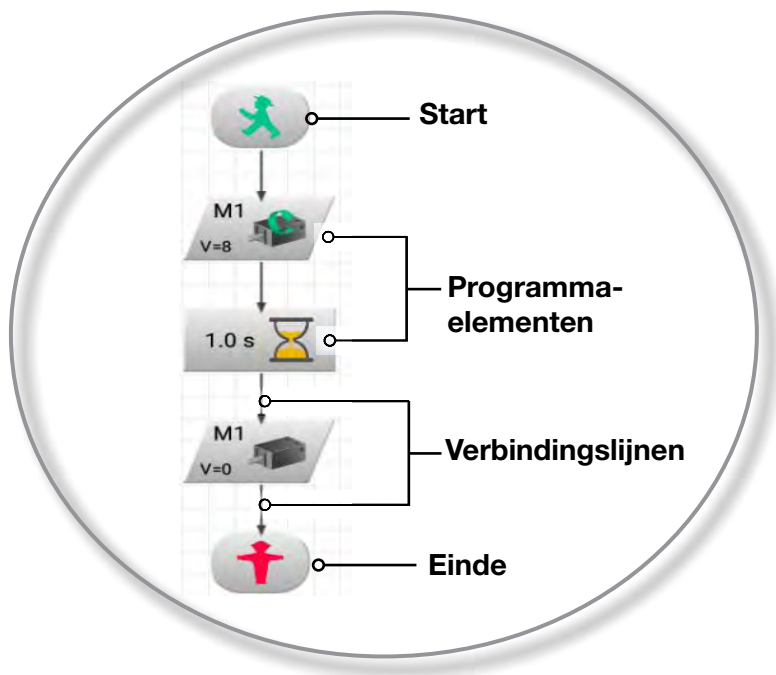 Start
M1
V=8
Programma-
elementen
1.0 s
M1
V=0
Verbindingslijnen
Einde